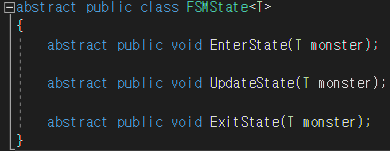 abstract public class FSMState<T>
{
abstract public void EnterState(T monster);
abstract public void UpdateState(T monster);
abstract public void ExitState(T monster);
}